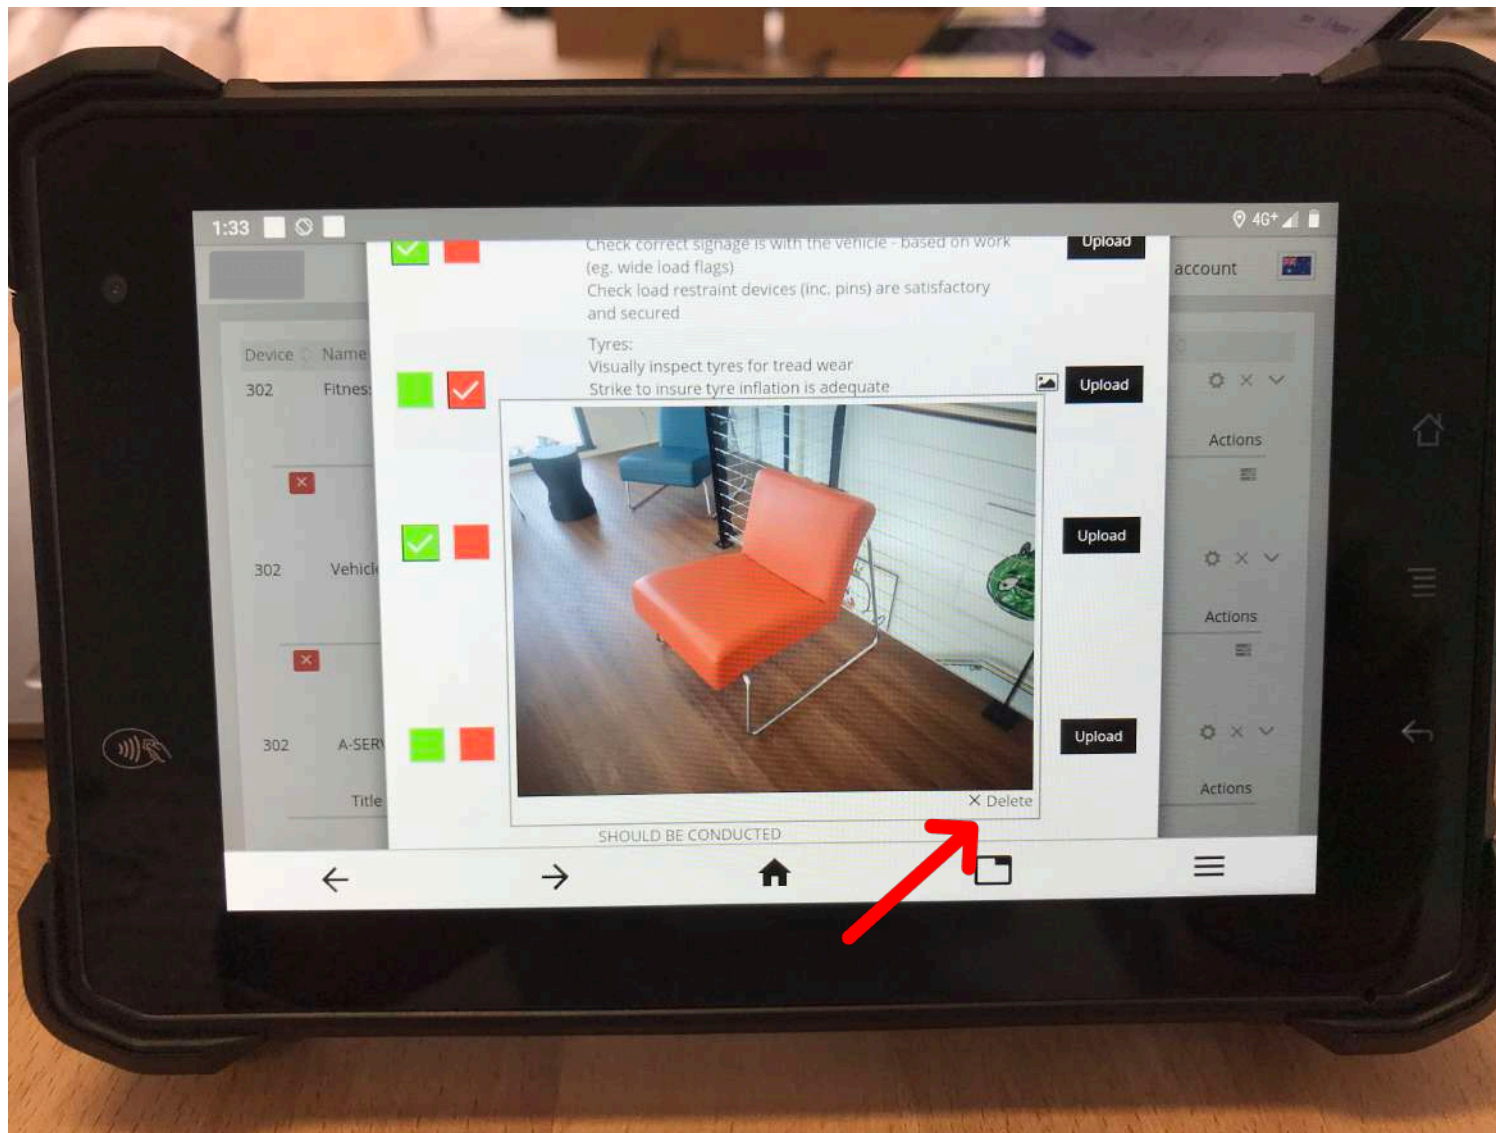 1:33
4G+
account
Check correct signage is with the vehicle - based on work
(eg. wide load flags)
Check load restraint devices (inc. pins) are satisfactory
and secured
Upload
Device Name
Tyres:
Visually inspect tyres for tread wear
Strike to insure tyre inflation is adequate
Upload
302 Fitness
Actions
Upload
302 Vehicle
Actions
Upload
302 A-SERV
Title
Actions
× Delete
SHOULD BE CONDUCTED